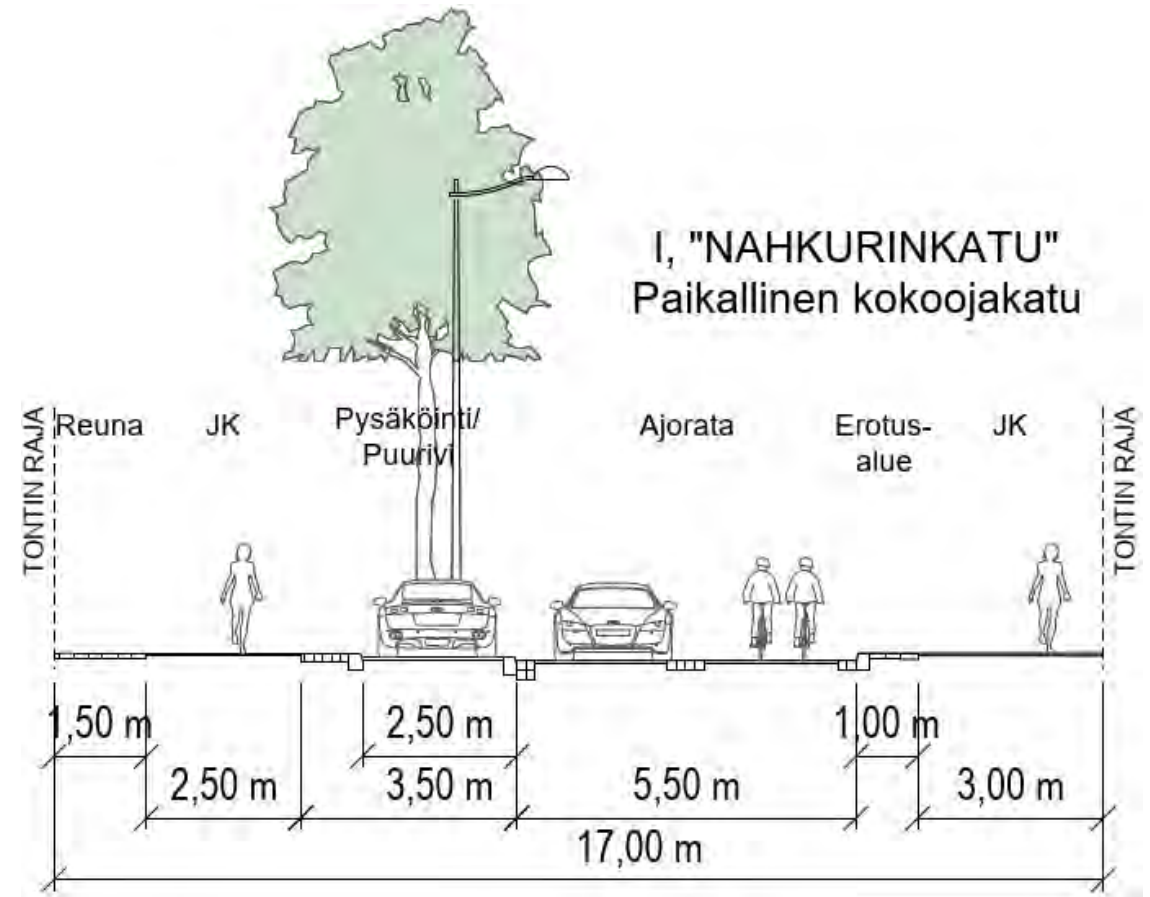 I, "NAHKURINKATU"
Paikallinen kokoojakatu
TONTIN RAJA
Reuna
JK
Pysäköinti/
Puurivi
Ajorata
Erotus-
alue
JK
TONTIN RAJA
1,50 m
2,50 m
1,00 m
2,50 m
3,50 m
5,50 m
3,00 m
17,00 m